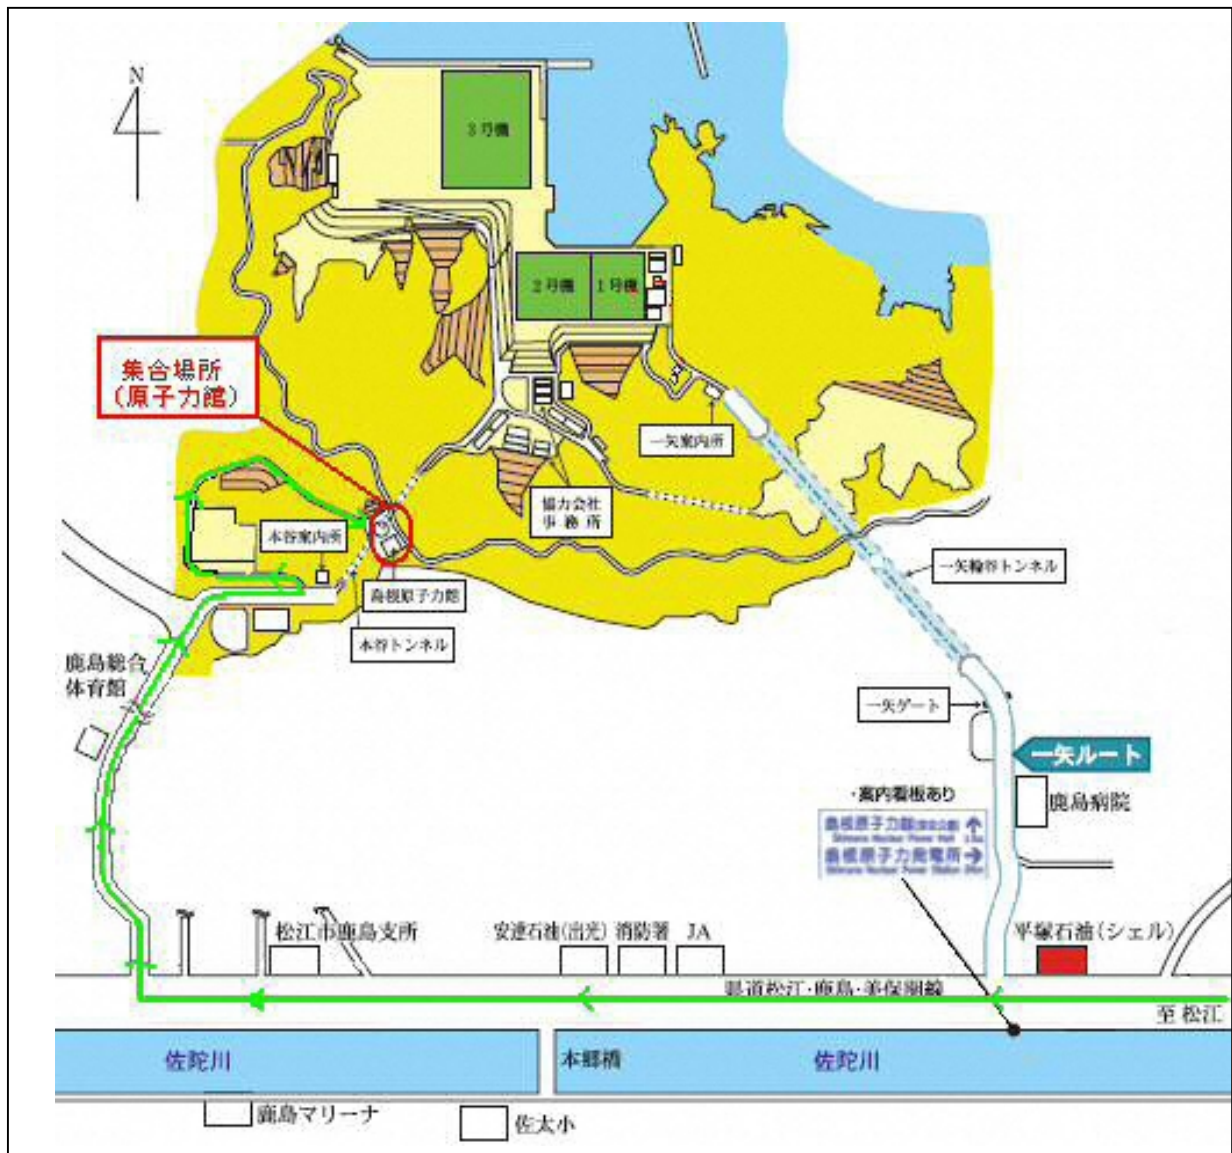 N
3号機
2号機
1号機
集合場所
(原子力館)
一矢案内所
協力会社
事務所
本谷案内所
一矢輪谷トンネル
島根原子力館
本谷トンネル
鹿島総合
体育館
一矢ゲート
一矢ルート
・案内看板あり
鹿島病院
島根原子力館
島根原子力発電所
松江市鹿島支所
安達石油(出光)
消防署
JA
平塚石油(シェル)
県道松江・鹿島・美保関線
至 松江
佐陀川
本郷橋
佐陀川
鹿島マリーナ
佐太小